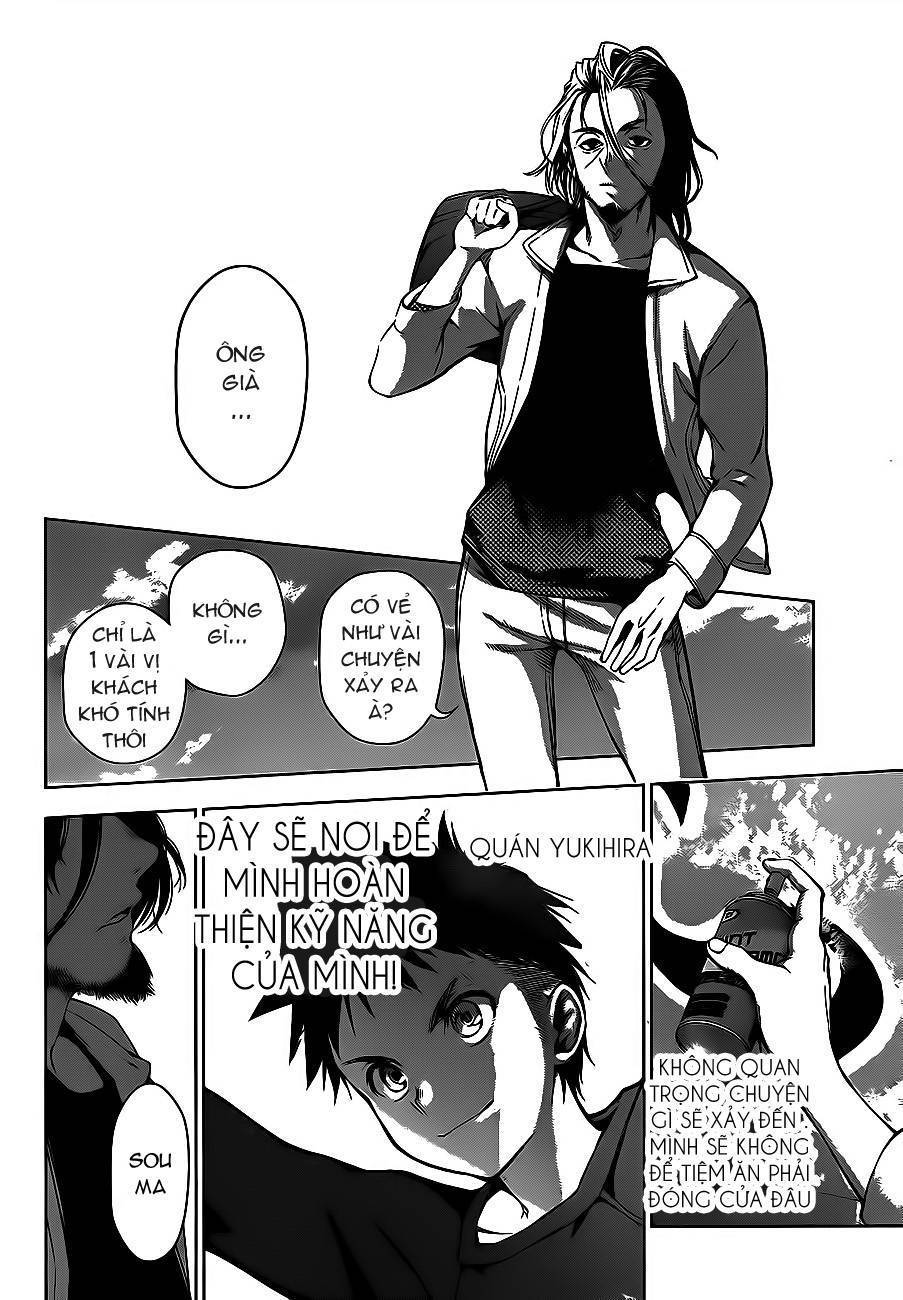 ÔNG
GIÀ
...
CÓ VẺ
NHƯ VÀI
CHUYỆN
XẢY RA
À?
KHÔNG
GÌ...
CHỈ LÀ
1 VÀI VỊ
KHÁCH
KHÓ TÍNH
THÔI
KHÔNG QUAN
TRỌNG CHUYỆN
GÌ SẼ XẢY ĐẾN .
MÌNH SẼ KHÔNG
ĐỂ TIỆM ĂN PHẢI
ĐÓNG CỦA ĐÂU
QUÁN YUKIHIRA
ĐÂY SẼ NƠI ĐỂ
MÌNH HOÀN
THIỆN KỸ NĂNG
CỦA MÌNH!
SOU
MA